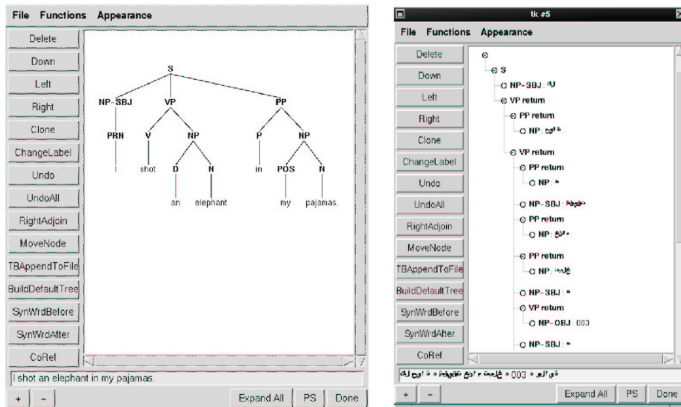 File Functions Appearance
Delete
Down
Left
Right
Clone
ChangeLabel
Undo
UndoAll
RightAdjoin
MoveNode
TBAppendToFile
BuildDefaultTree
SynWrdBefore
SynWrdAfter
CoRef
S
NP-SBJ VP PP
PRN V NP P NP
I shot D N in POS N
an elephant my pajamas.
I shot an elephant in my pajamas.
+ - Expand All PS Done
tk #5
File Functions Appearance
Delete
Down
Left
Right
Clone
ChangeLabel
Undo
UndoAll
RightAdjoin
MoveNode
TBAppendToFile
BuildDefaultTree
SynWrdBefore
SynWrdAfter
CoRef
S
NP-SBJ:
VP return
PP return
NP:
VP return
PP return
NP: *
NP-SBJ:
PP return
NP:
PP return
NP:
NP-SBJ: *
VP return
NP-OBJ: 003
NP-SBJ: *
* 003 *
+ - Expand All PS Done